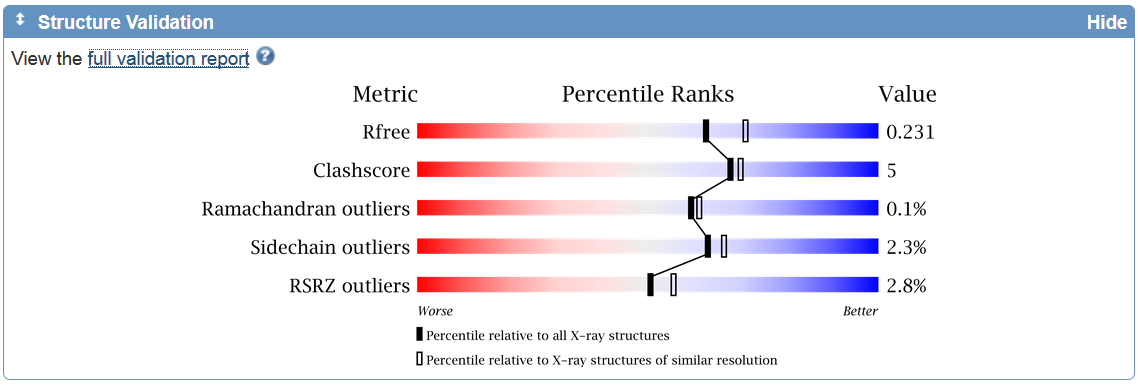 Structure Validation Hide
View the full validation report ?
Metric Percentile Ranks Value
Rfree 0.231
Clashscore 5
Ramachandran outliers 0.1%
Sidechain outliers 2.3%
RSRZ outliers 2.8%
Worse Better
Percentile relative to all X-ray structures
Percentile relative to X-ray structures of similar resolution